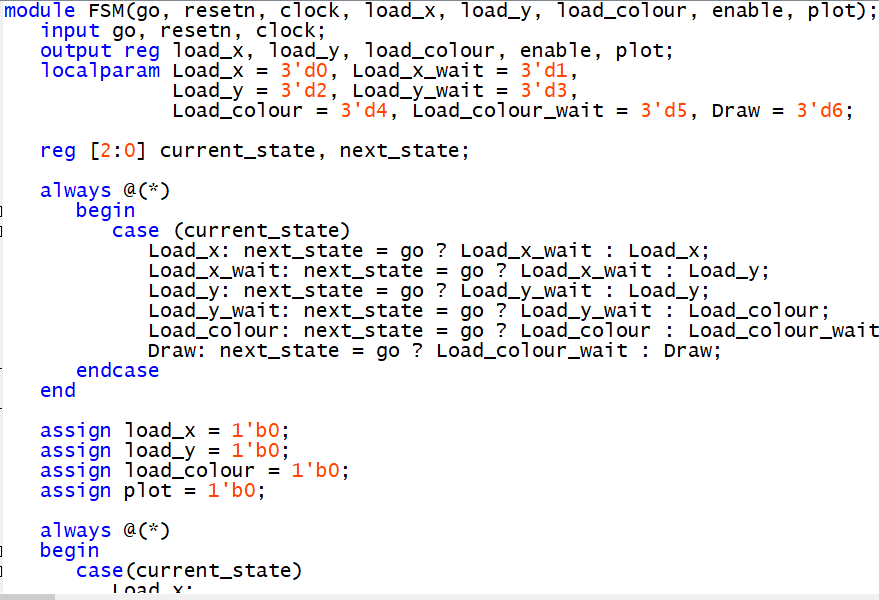 module FSM(go, resetn, clock, load_x, load_y, load_colour, enable, plot);
input go, resetn, clock;
output reg load_x, load_y, load_colour, enable, plot;
localparam Load_x = 3'd0, Load_x_wait = 3'd1,
Load_y = 3'd2, Load_y_wait = 3'd3,
Load_colour = 3'd4, Load_colour_wait = 3'd5, Draw = 3'd6;
reg [2:0] current_state, next_state;
always @(*)
begin
case (current_state)
Load_x: next_state = go ? Load_x_wait : Load_x;
Load_x_wait: next_state = go ? Load_x_wait : Load_y;
Load_y: next_state = go ? Load_y_wait : Load_y;
Load_y_wait: next_state = go ? Load_y_wait : Load_colour;
Load_colour: next_state = go ? Load_colour : Load_colour_wait
Draw: next_state = go ? Load_colour_wait : Draw;
endcase
end
assign load_x = 1'b0;
assign load_y = 1'b0;
assign load_colour = 1'b0;
assign plot = 1'b0;
always @(*)
begin
case(current_state)
Load_x: